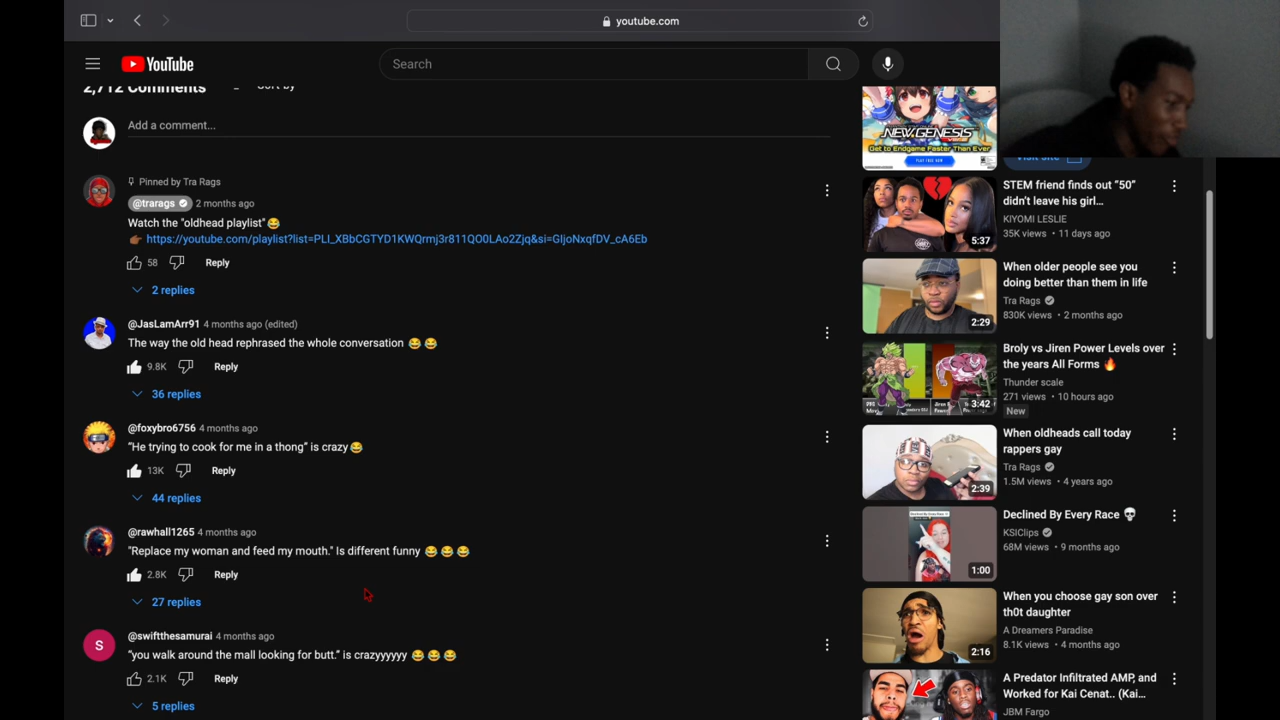 youtube.com
YouTube
Search
2,712 Comments
Sort by
Add a comment...
Pinned by Tra Rags
@trarags 2 months ago
Watch the "oldhead playlist"😂
👉🏾 https://youtube.com/playlist?list=PLI_XBbCGTYD1KWQrmj3r811QO0LAo2Zjq&si=GIjoNxqfDV_cA6Eb
58 Reply
2 replies
@JasLamArr91 4 months ago (edited)
The way the old head rephrased the whole conversation 😂 😂
9.8K Reply
36 replies
@foxybro6756 4 months ago
“He trying to cook for me in a thong” is crazy😂
13K Reply
44 replies
@rawhall1265 4 months ago
"Replace my woman and feed my mouth." Is different funny 😂 😂 😂
2.8K Reply
27 replies
S
@swiftthesamurai 4 months ago
“you walk around the mall looking for butt.” is crazyyyyyy 😂 😂 😂
2.1K Reply
5 replies
NEW GENESIS
Get to Endgame Faster Than Ever
PLAY FREE NOW
Visit site
5:37
STEM friend finds out “50”
didn’t leave his girl...
KIYOMI LESLIE
35K views • 11 days ago
2:29
When older people see you
doing better than them in life
Tra Rags
830K views • 2 months ago
3:42
Broly vs Jiren Power Levels over
the years All Forms 🔥
Thunder scale
271 views • 10 hours ago
New
2:39
When oldheads call today
rappers gay
Tra Rags
1.5M views • 4 years ago
Declined By Every Race
1:00
Declined By Every Race 💀
KSIClips
68M views • 9 months ago
2:16
When you choose gay son over
th0t daughter
A Dreamers Paradise
8.1K views • 4 months ago
A Predator Infiltrated AMP, and
Worked for Kai Cenat.. (Kai...
JBM Fargo